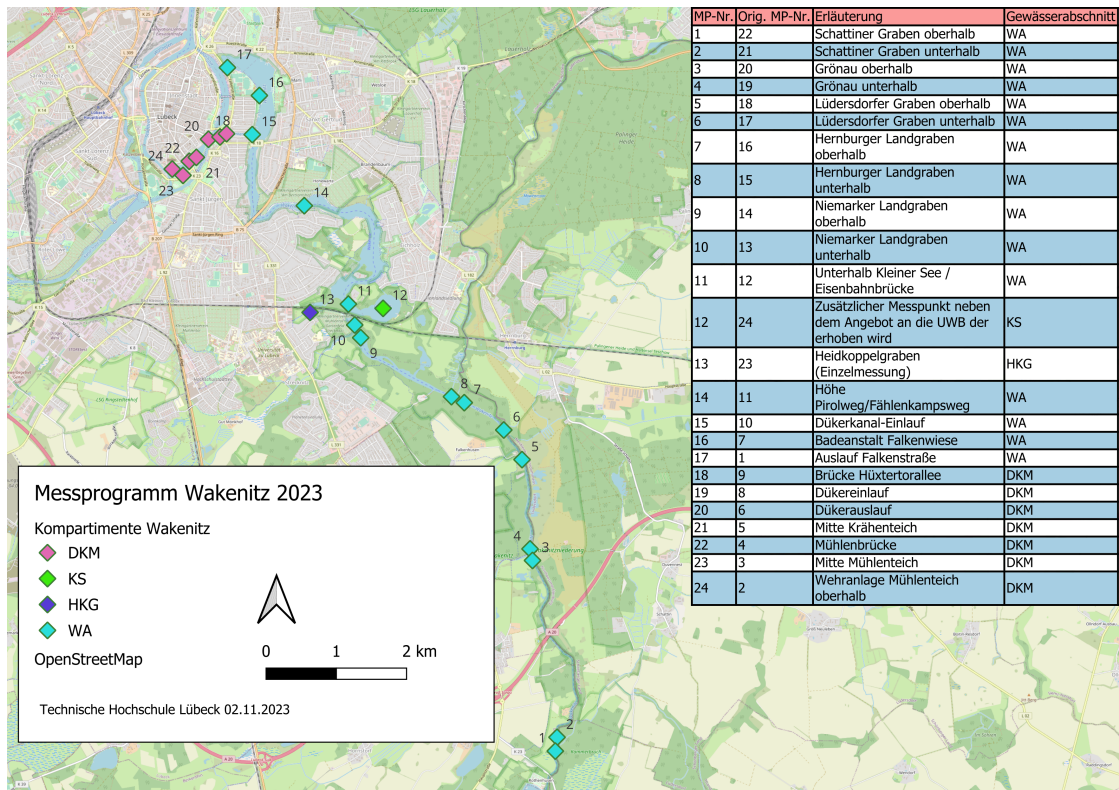 MP-Nr. Orig. MP-Nr. Erläuterung Gewässerabschnitt
1 22 Schattiner Graben oberhalb WA
2 21 Schattiner Graben unterhalb WA
3 20 Grönau oberhalb WA
4 19 Grönau unterhalb WA
5 18 Lüdersdorfer Graben oberhalb WA
6 17 Lüdersdorfer Graben unterhalb WA
7 16 Hernburger Landgraben
oberhalb WA
8 15 Hernburger Landgraben
unterhalb WA
9 14 Niemarker Landgraben
oberhalb WA
10 13 Niemarker Landgraben
unterhalb WA
11 12 Unterhalb Kleiner See /
Eisenbahnbrücke WA
12 24 Zusätzlicher Messpunkt neben
dem Angebot an die UWB der
erhoben wird KS
13 23 Heidkoppelgraben
(Einzelmessung) HKG
14 11 Höhe
Pirolweg/Fählenkampsweg WA
15 10 Dükerkanal-Einlauf WA
16 7 Badeanstalt Falkenwiese WA
17 1 Auslauf Falkenstraße WA
18 9 Brücke Hüxtertorallee DKM
19 8 Dükereinlauf DKM
20 6 Dükerauslauf DKM
21 5 Mitte Krähenteich DKM
22 4 Mühlenbrücke DKM
23 3 Mitte Mühlenteich DKM
24 2 Wehranlage Mühlenteich
oberhalb DKM
17
16
18
15
20
22
24
21
23
14
Lübeck
13
11
12
10
9
8
7
6
5
4
3
2
1
Herrnburg
Messprogramm Wakenitz 2023
Kompartimente Wakenitz
DKM
KS
HKG
WA
OpenStreetMap
0 1 2 km
Technische Hochschule Lübeck 02.11.2023